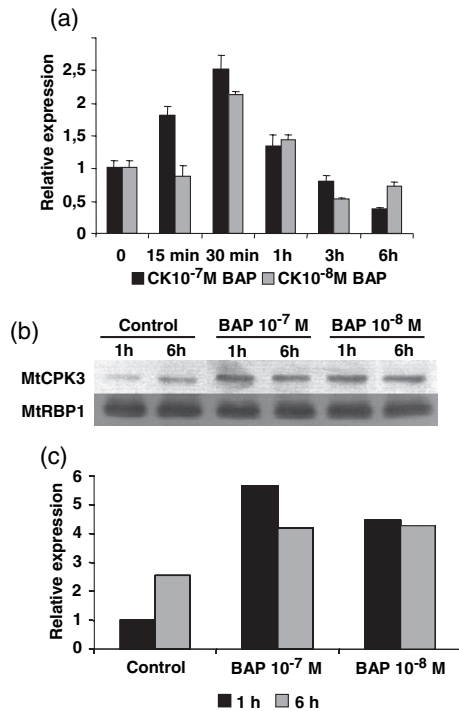 (a)
Relative expression
2,5
2
1,5
1
0,5
0
0 15 min 30 min 1h 3h 6h
CK10⁻⁷M BAP CK10⁻⁸M BAP
(b)
Control BAP 10⁻⁷ M BAP 10⁻⁸ M
1h 6h 1h 6h 1h 6h
MtCPK3
MtRBP1
(c)
Relative expression
6
5
4
3
2
1
0
Control BAP 10⁻⁷ M BAP 10⁻⁸ M
1 h 6 h